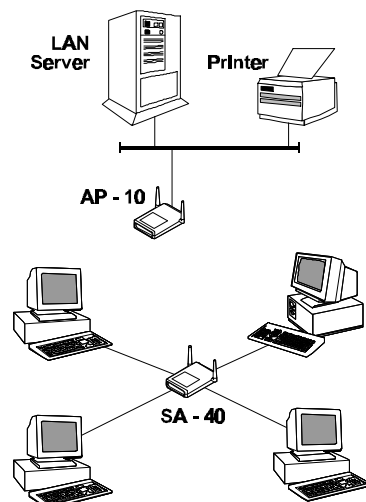 LAN
Server
Printer
AP - 10
SA - 40